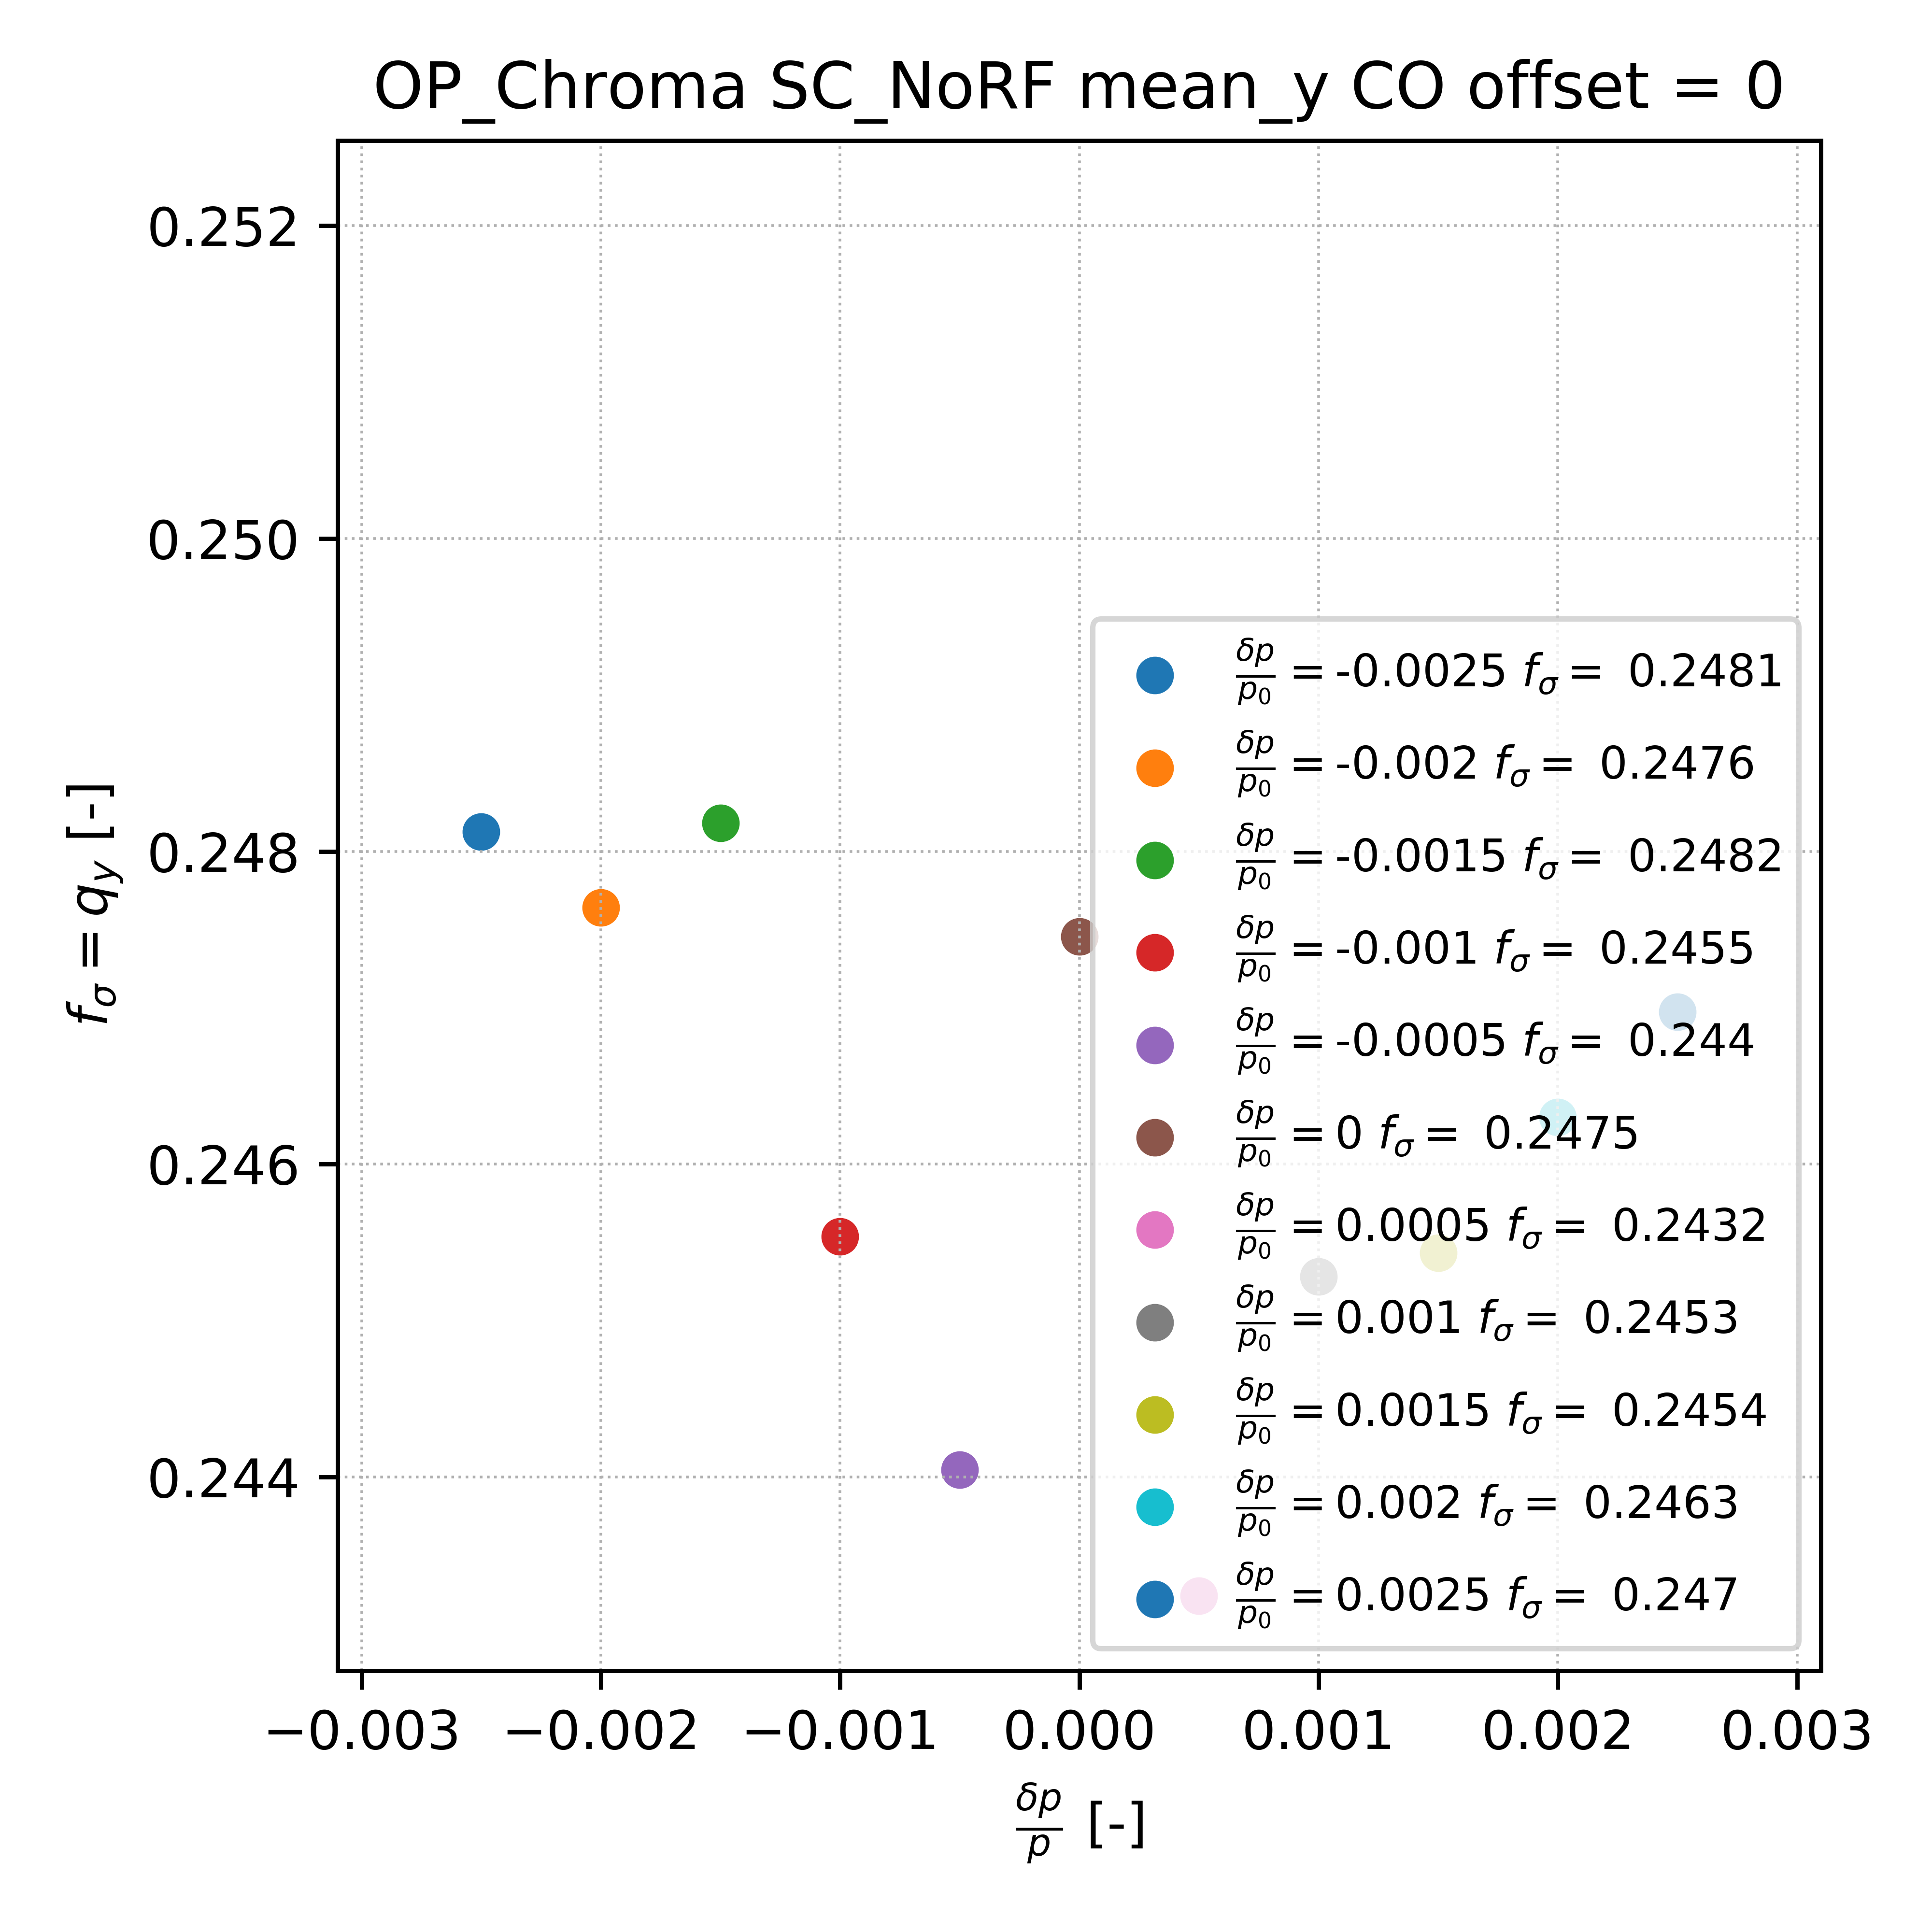 OP_Chroma SC_NoRF mean_y CO offset = 0
0.252
0.250
0.248
0.246
0.244
f_σ = q_y [-]
δp/p₀ = -0.0025 f_σ = 0.2481
δp/p₀ = -0.002 f_σ = 0.2476
δp/p₀ = -0.0015 f_σ = 0.2482
δp/p₀ = -0.001 f_σ = 0.2455
δp/p₀ = -0.0005 f_σ = 0.244
δp/p₀ = 0 f_σ = 0.2475
δp/p₀ = 0.0005 f_σ = 0.2432
δp/p₀ = 0.001 f_σ = 0.2453
δp/p₀ = 0.0015 f_σ = 0.2454
δp/p₀ = 0.002 f_σ = 0.2463
δp/p₀ = 0.0025 f_σ = 0.247
−0.003 −0.002 −0.001 0.000 0.001 0.002 0.003
δp/p [-]